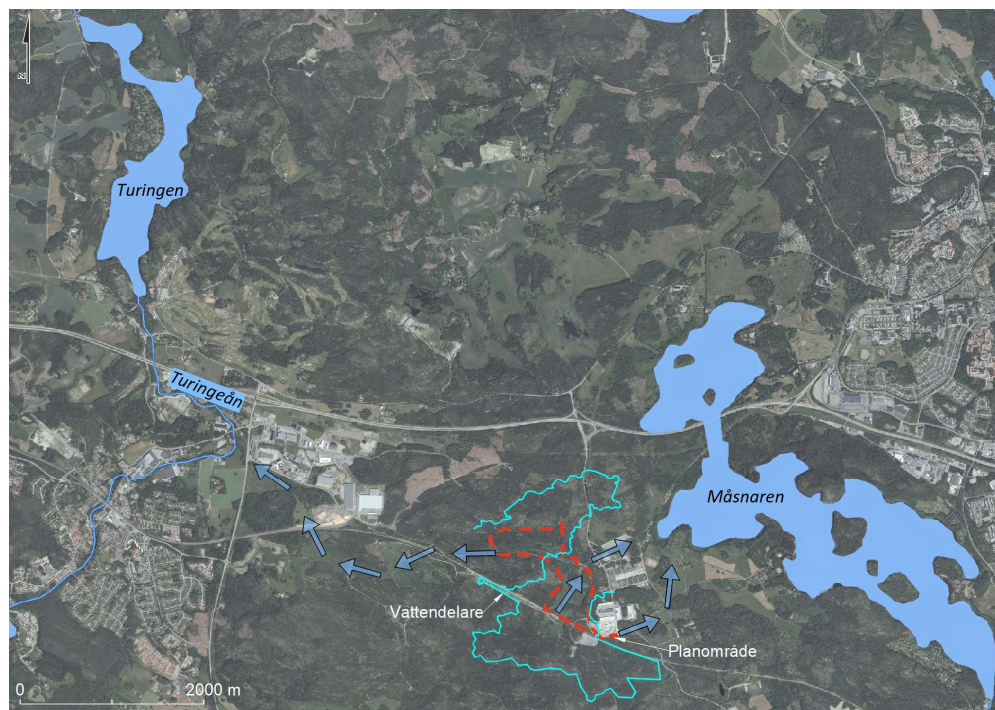 N
Turingen
Turingeån
Måsnaren
Vattendelare
Planområde
0 2000 m